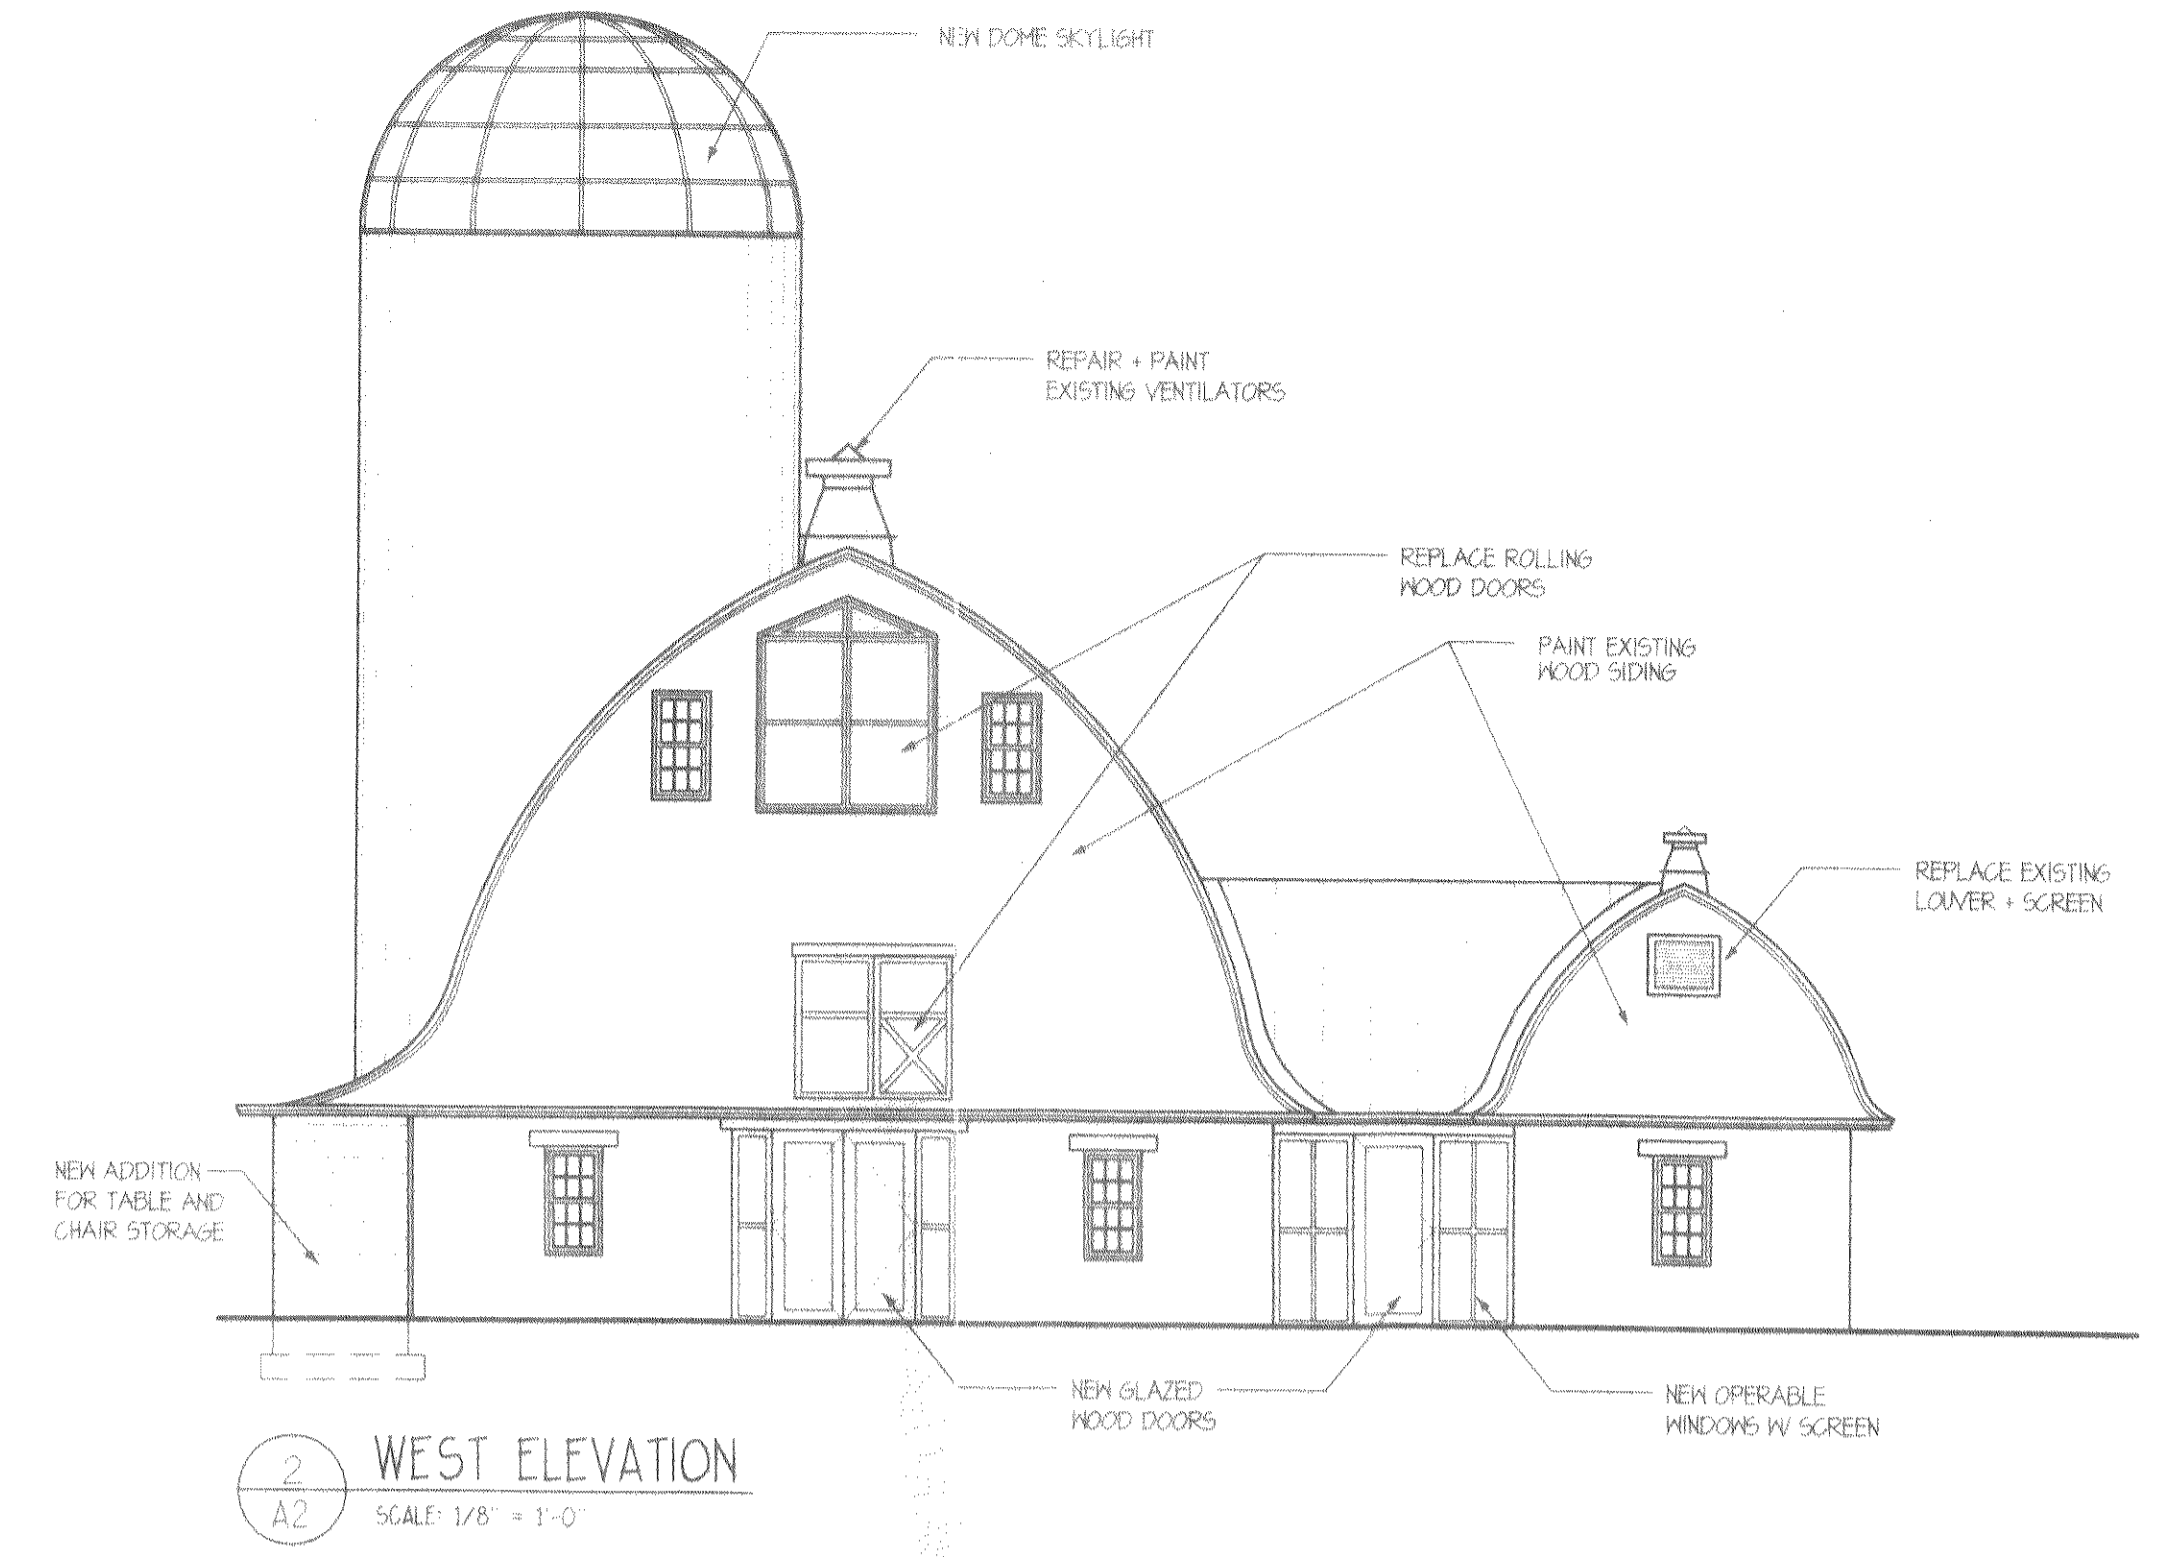 NEW DOME SKYLIGHT
REPAIR + PAINT
EXISTING VENTILATORS
REPLACE ROLLING
WOOD DOORS
PAINT EXISTING
WOOD SIDING
REPLACE EXISTING
LOUVER + SCREEN
NEW ADDITION
FOR TABLE AND
CHAIR STORAGE
NEW GLAZED
WOOD DOORS
NEW OPERABLE
WINDOWS W/ SCREEN
2
A2
WEST ELEVATION
SCALE: 1/8" = 1'-0"